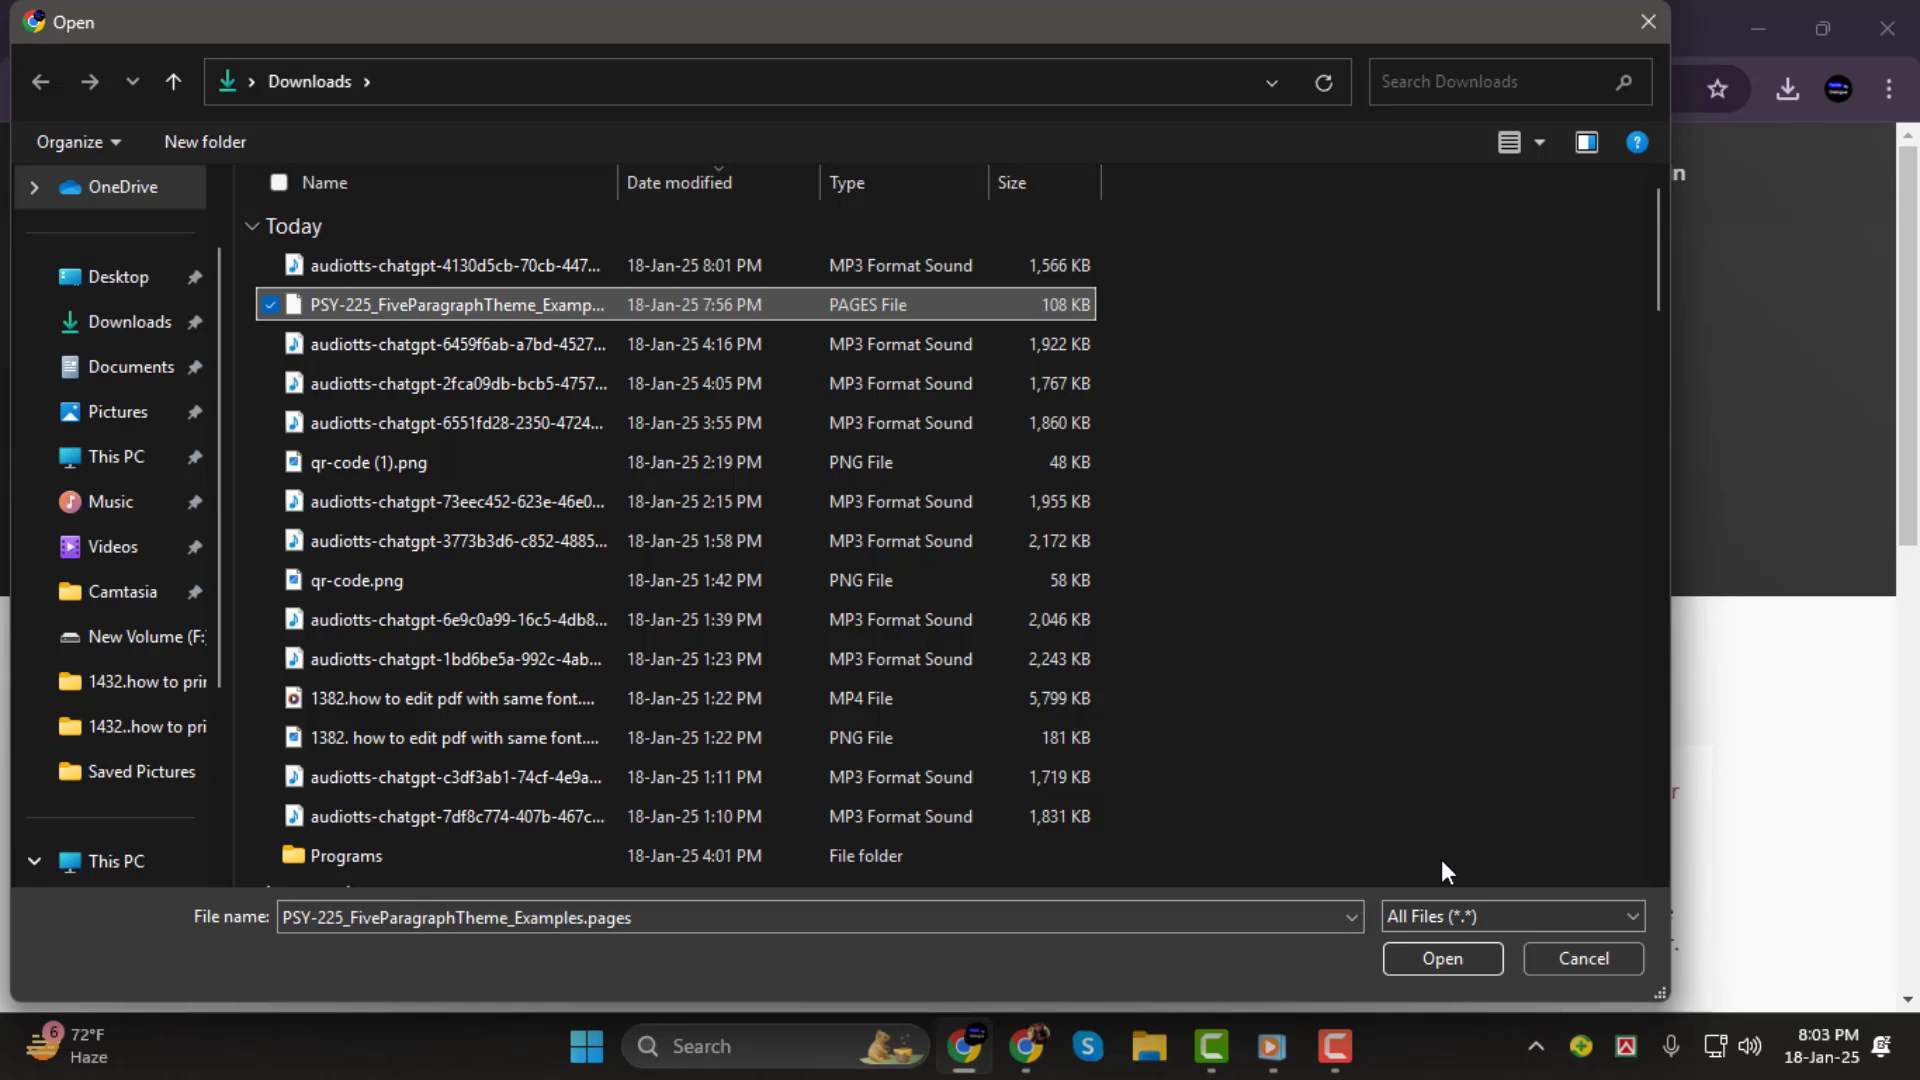 Open
Downloads
Search Downloads
Organize
New folder
Name Date modified Type Size
OneDrive
Today
audiotts-chatgpt-4130d5cb-70cb-447... 18-Jan-25 8:01 PM MP3 Format Sound 1,566 KB
PSY-225_FiveParagraphTheme_Examp... 18-Jan-25 7:56 PM PAGES File 108 KB
audiotts-chatgpt-6459f6ab-a7bd-4527... 18-Jan-25 4:16 PM MP3 Format Sound 1,922 KB
audiotts-chatgpt-2fca09db-bcb5-4757... 18-Jan-25 4:05 PM MP3 Format Sound 1,767 KB
audiotts-chatgpt-6551fd28-2350-4724... 18-Jan-25 3:55 PM MP3 Format Sound 1,860 KB
qr-code (1).png 18-Jan-25 2:19 PM PNG File 48 KB
audiotts-chatgpt-73eec452-623e-46e0... 18-Jan-25 2:15 PM MP3 Format Sound 1,955 KB
audiotts-chatgpt-3773b3d6-c852-4885... 18-Jan-25 1:58 PM MP3 Format Sound 2,172 KB
qr-code.png 18-Jan-25 1:42 PM PNG File 58 KB
audiotts-chatgpt-6e9c0a99-16c5-4db8... 18-Jan-25 1:39 PM MP3 Format Sound 2,046 KB
audiotts-chatgpt-1bd6be5a-992c-4ab... 18-Jan-25 1:23 PM MP3 Format Sound 2,243 KB
1382.how to edit pdf with same font.... 18-Jan-25 1:22 PM MP4 File 5,799 KB
1382. how to edit pdf with same font.... 18-Jan-25 1:22 PM PNG File 181 KB
audiotts-chatgpt-c3df3ab1-74cf-4e9a... 18-Jan-25 1:11 PM MP3 Format Sound 1,719 KB
audiotts-chatgpt-7df8c774-407b-467c... 18-Jan-25 1:10 PM MP3 Format Sound 1,831 KB
Programs 18-Jan-25 4:01 PM File folder
Desktop
Downloads
Documents
Pictures
This PC
Music
Videos
Camtasia
New Volume (F:
1432.how to pri
1432..how to pri
Saved Pictures
This PC
File name: PSY-225_FiveParagraphTheme_Examples.pages
All Files (*.*)
Open
Cancel
n
r
6
72°F
Haze
Search
8:03 PM
18-Jan-25